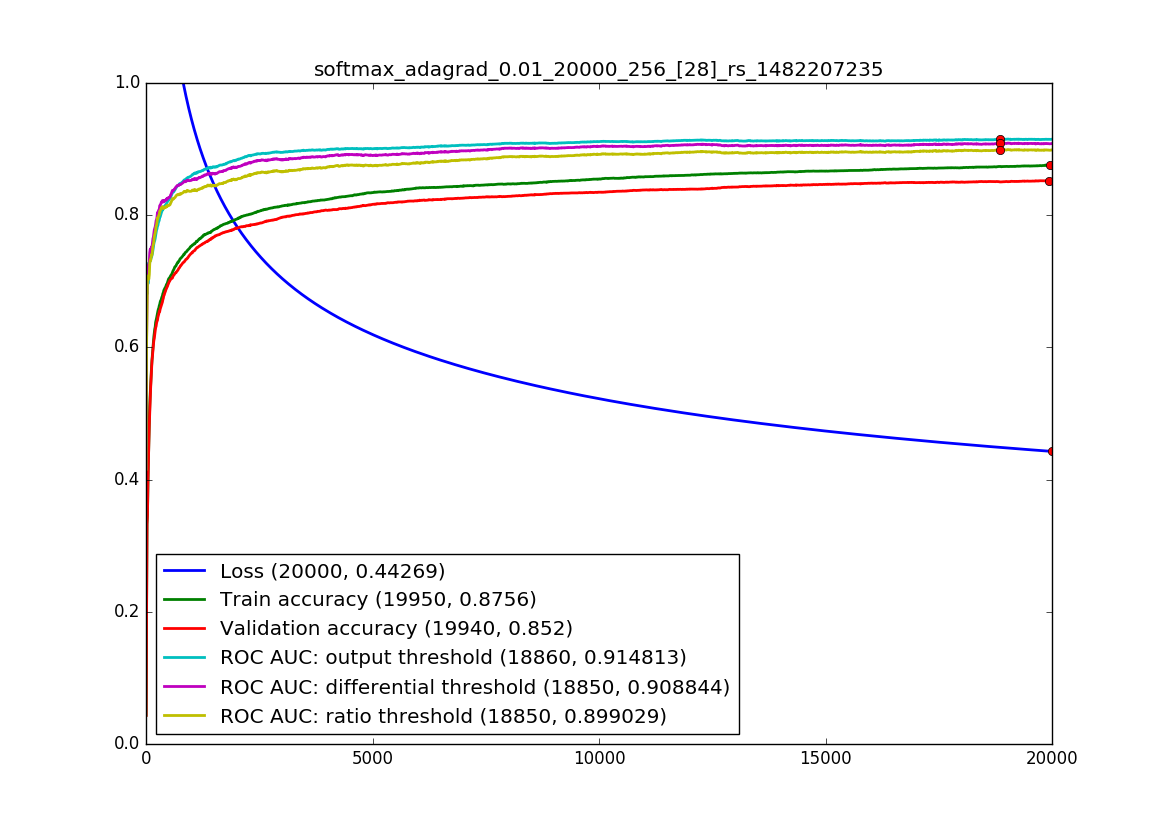 softmax_adagrad_0.01_20000_256_[28]_rs_1482207235
1.0
0.8
0.6
0.4
0.2
0.0
Loss (20000, 0.44269)
Train accuracy (19950, 0.8756)
Validation accuracy (19940, 0.852)
ROC AUC: output threshold (18860, 0.914813)
ROC AUC: differential threshold (18850, 0.908844)
ROC AUC: ratio threshold (18850, 0.899029)
0 5000 10000 15000 20000